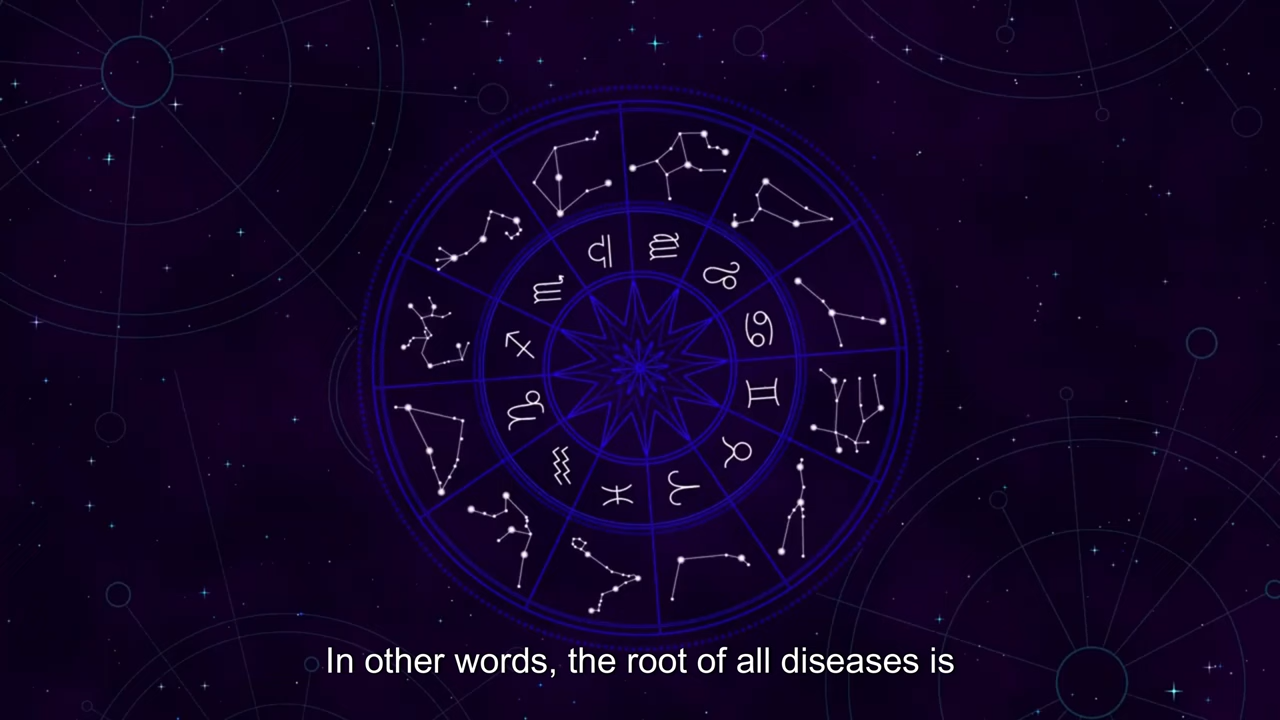 In other words, the root of all diseases is